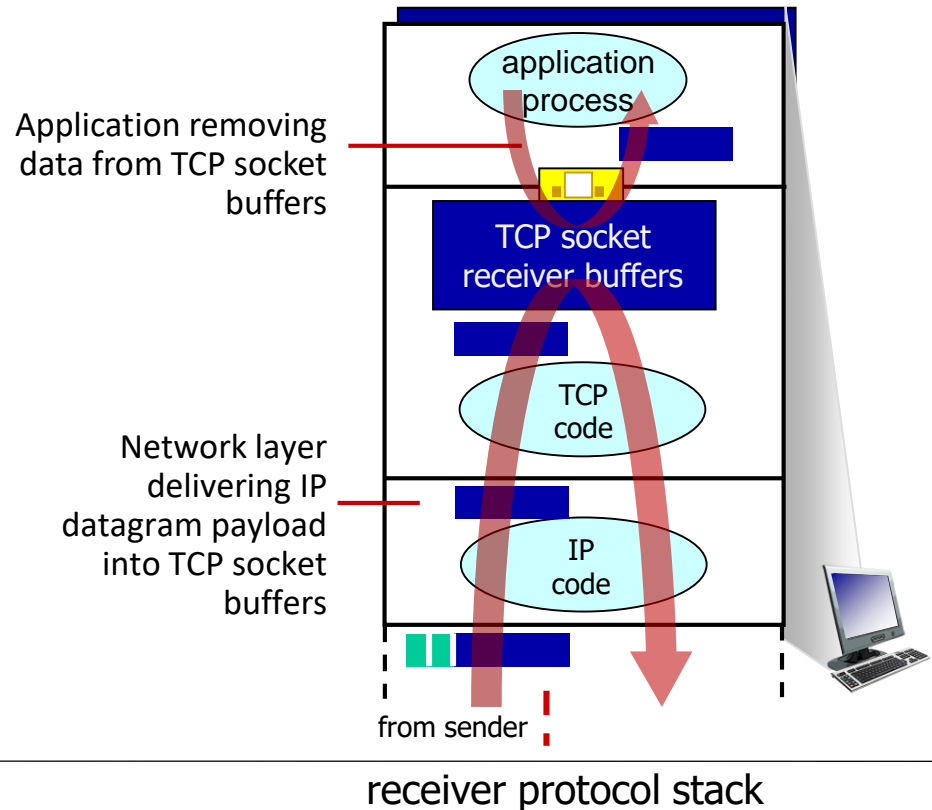 application
process
Application removing
data from TCP socket
buffers
TCP socket
receiver buffers
TCP
code
Network layer
delivering IP
datagram payload
into TCP socket
buffers
IP
code
from sender
receiver protocol stack